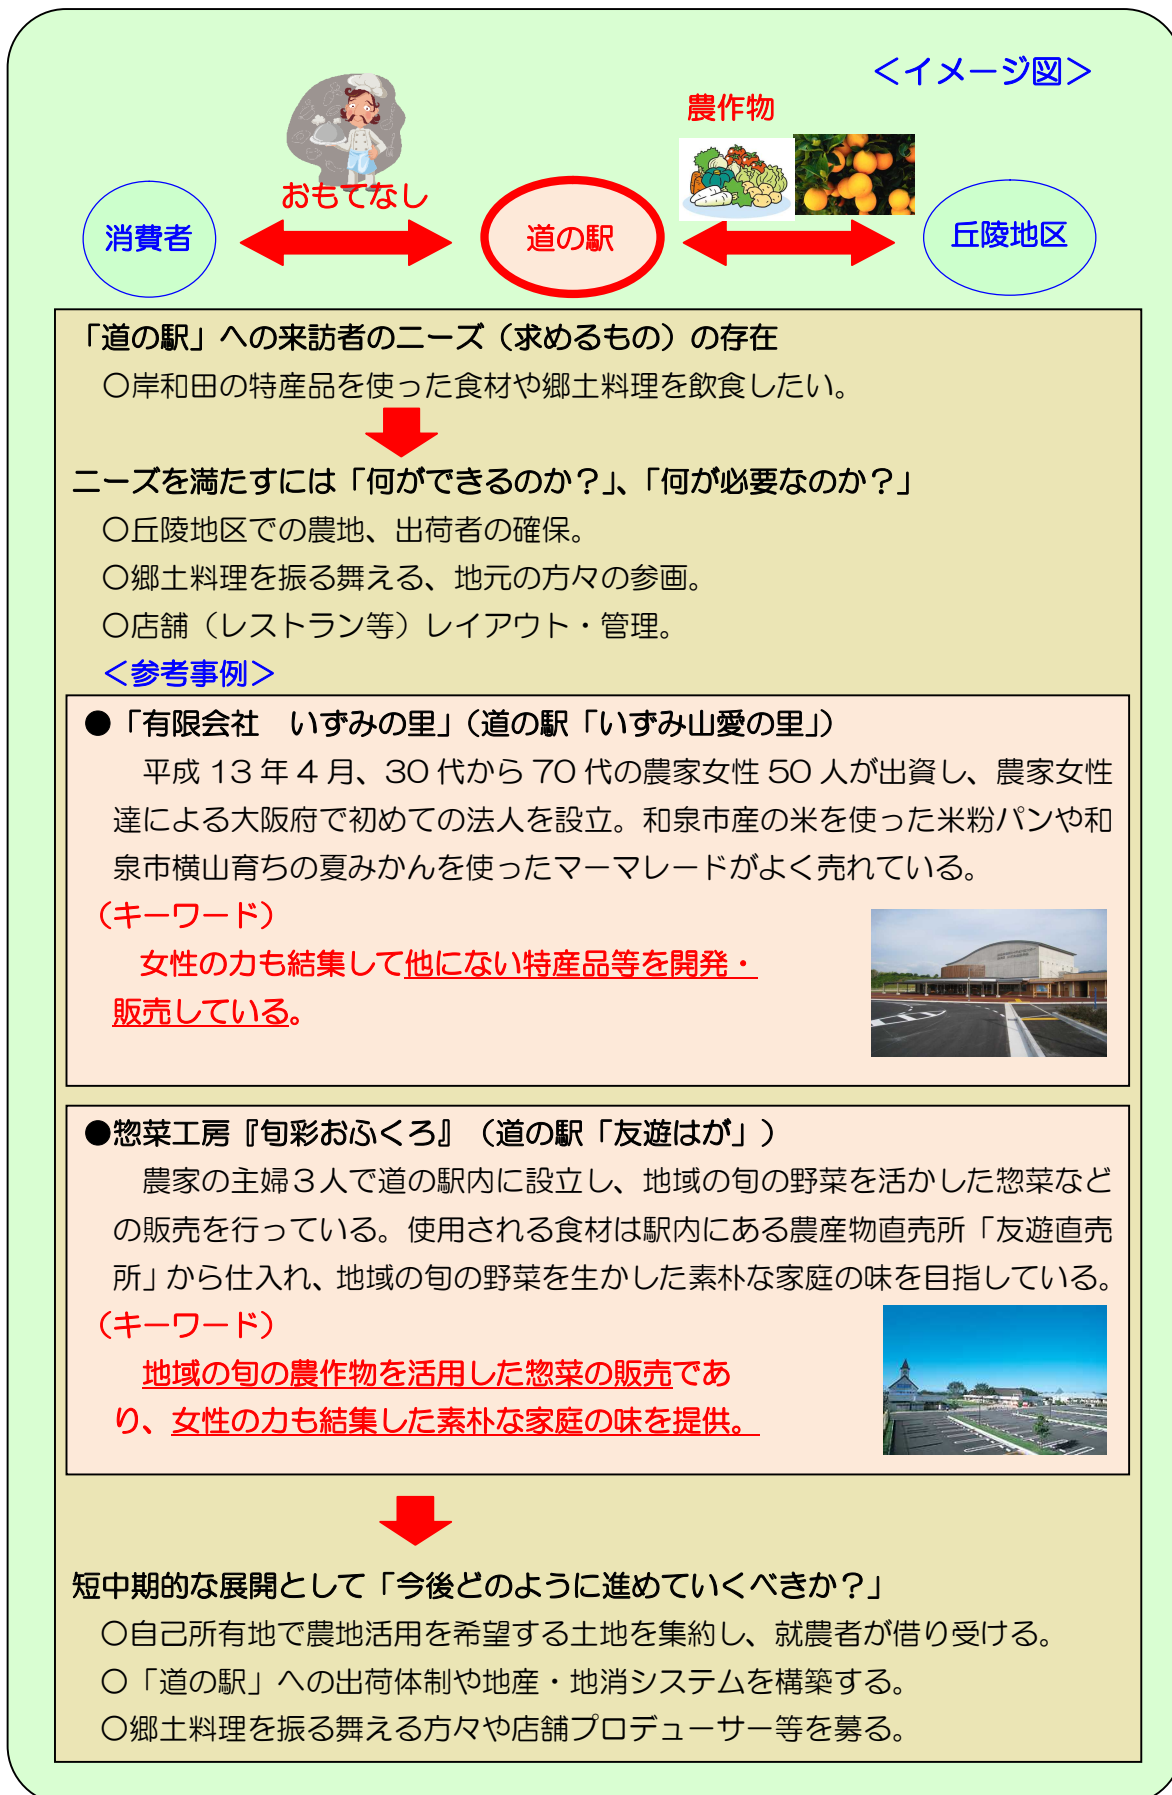 ＜イメージ図＞
農作物
おもてなし
消費者
道の駅
丘陵地区
「道の駅」への来訪者のニーズ（求めるもの）の存在
○岸和田の特産品を使った食材や郷土料理を飲食したい。
ニーズを満たすには「何ができるのか？」、「何が必要なのか？」
○丘陵地区での農地、出荷者の確保。
○郷土料理を振る舞える、地元の方々の参画。
○店舗（レストラン等）レイアウト・管理。
＜参考事例＞
●「有限会社　いずみの里」（道の駅「いずみ山愛の里」）
平成 13 年 4 月、30 代から 70 代の農家女性 50 人が出資し、農家女性
達による大阪府で初めての法人を設立。和泉市産の米を使った米粉パンや和
泉市横山育ちの夏みかんを使ったマーマレードがよく売れている。
（キーワード）
女性の力も結集して他にない特産品等を開発・
販売している。
●惣菜工房『旬彩おふくろ』（道の駅「友遊はが」）
農家の主婦３人で道の駅内に設立し、地域の旬の野菜を活かした惣菜など
の販売を行っている。使用される食材は駅内にある農産物直売所「友遊直売
所」から仕入れ、地域の旬の野菜を生かした素朴な家庭の味を目指している。
（キーワード）
地域の旬の農作物を活用した惣菜の販売であ
り、女性の力も結集した素朴な家庭の味を提供。
短中期的な展開として「今後どのように進めていくべきか？」
○自己所有地で農地活用を希望する土地を集約し、就農者が借り受ける。
○「道の駅」への出荷体制や地産・地消システムを構築する。
○郷土料理を振る舞える方々や店舗プロデューサー等を募る。